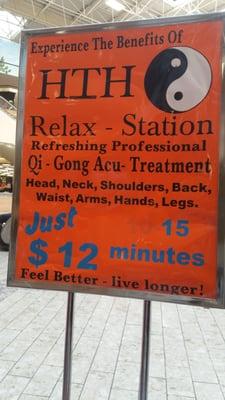 Experience The Benefits Of
HTH
Relax - Station
Refreshing Professional
Qi - Gong Acu- Treatment
Head, Neck, Shoulders, Back,
Waist, Arms, Hands, Legs.
Just 15
$12 minutes
Feel Better - live longer!